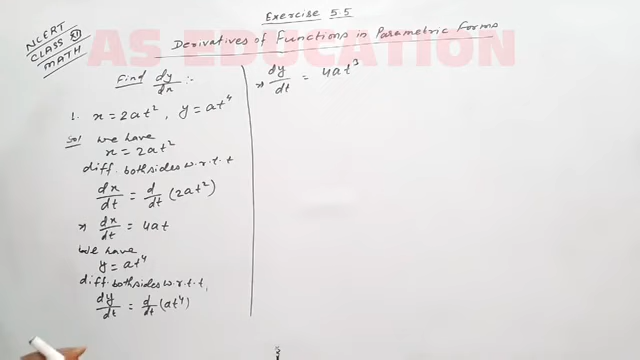 Exercise 5.5
NCERT
CLASS XII
MATH
AS EDUCATION
Derivatives of Functions in Parametric Forms
Find dy/dx :-
1. x = 2at², y = at⁴
Sol we have
x = 2at²
diff. both sides w.r.t. t
dx/dt = d/dt (2at²)
⇒ dx/dt = 4at
We have
y = at⁴
diff. both sides w.r.t. t,
dy/dt = d/dt (at⁴)
⇒ dy/dt = 4at³